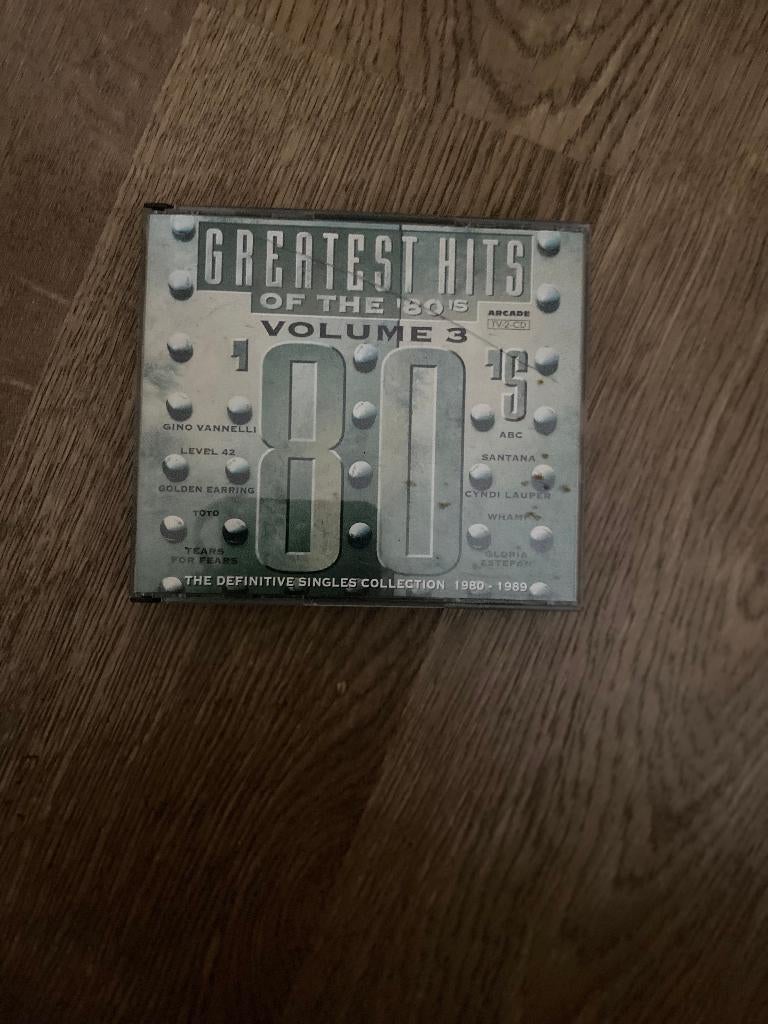 GREATEST HITS
OF THE '80'S
ARCADE
TV-2-CD
VOLUME 3
'80'S
GINO VANNELLI
LEVEL 42
GOLDEN EARRING
TOTO
TEARS
FOR FEARS
ABC
SANTANA
CYNDI LAUPER
WHAM!
GLORIA
ESTEFAN
THE DEFINITIVE SINGLES COLLECTION 1980 - 1989